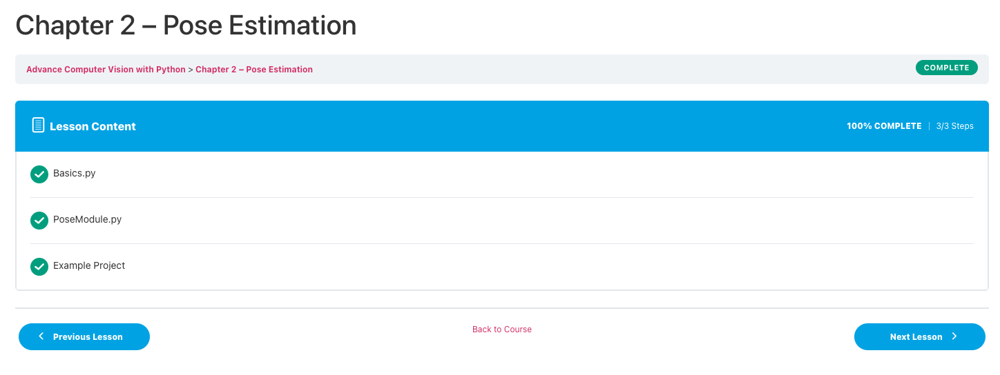 Chapter 2 – Pose Estimation
Advance Computer Vision with Python > Chapter 2 – Pose Estimation
COMPLETE
Lesson Content
100% COMPLETE | 3/3 Steps
Basics.py
PoseModule.py
Example Project
Previous Lesson
Back to Course
Next Lesson